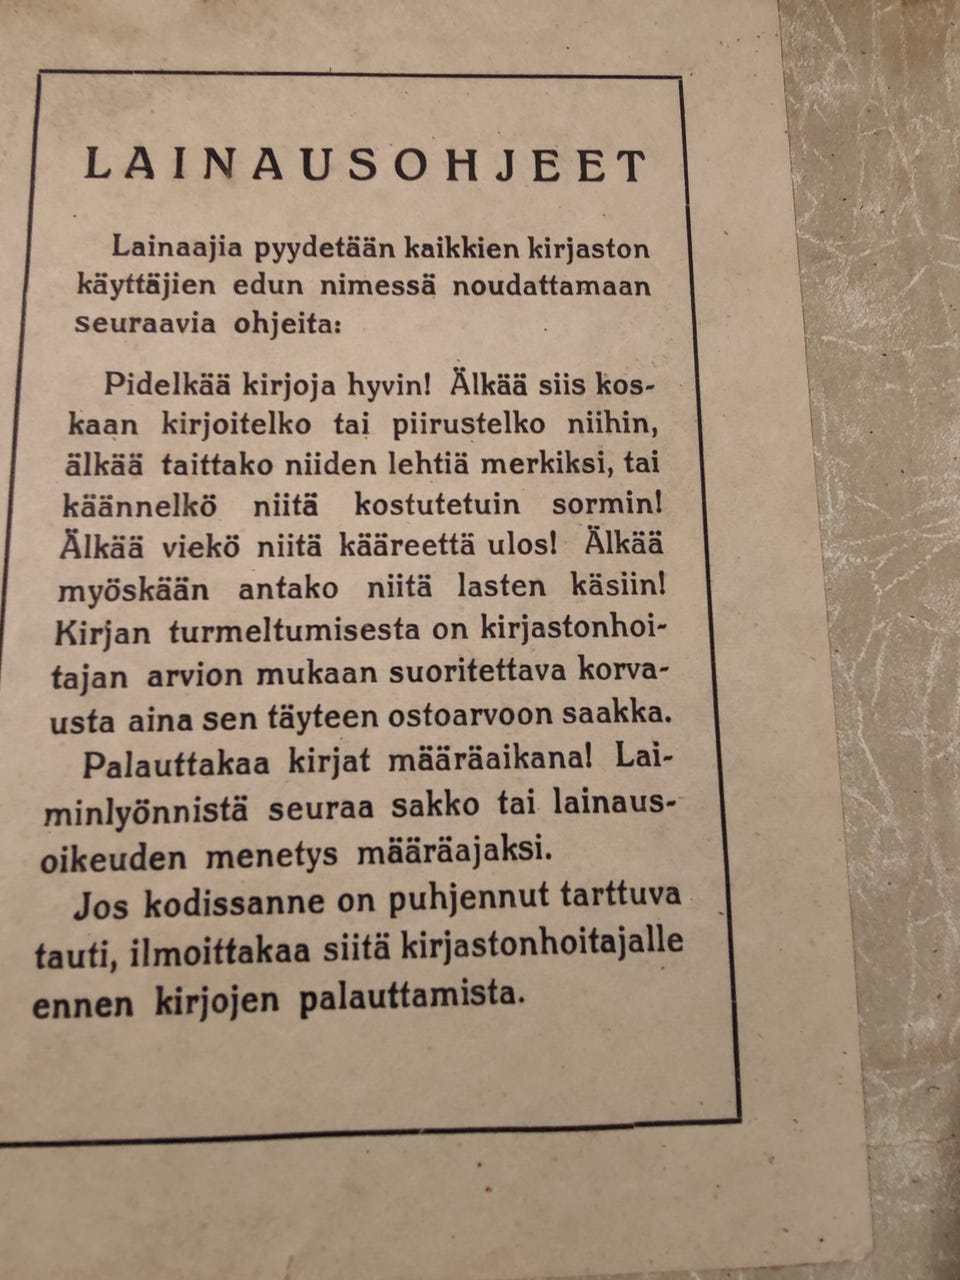 LAINAUSOHJEET
Lainaajia pyydetään kaikkien kirjaston
käyttäjien edun nimessä noudattamaan
seuraavia ohjeita:
Pidelkää kirjoja hyvin! Älkää siis kos-
kaan kirjoitelko tai piirustelko niihin,
älkää taittako niiden lehtiä merkiksi, tai
käännelkö niitä kostutetuin sormin!
Älkää viekö niitä kääreettä ulos! Älkää
myöskään antako niitä lasten käsiin!
Kirjan turmeltumisesta on kirjastonhoi-
tajan arvion mukaan suoritettava korva-
usta aina sen täyteen ostoarvoon saakka.
Palauttakaa kirjat määräaikana! Lai-
minlyönnistä seuraa sakko tai lainaus-
oikeuden menetys määräajaksi.
Jos kodissanne on puhjennut tarttuva
tauti, ilmoittakaa siitä kirjastonhoitajalle
ennen kirjojen palauttamista.